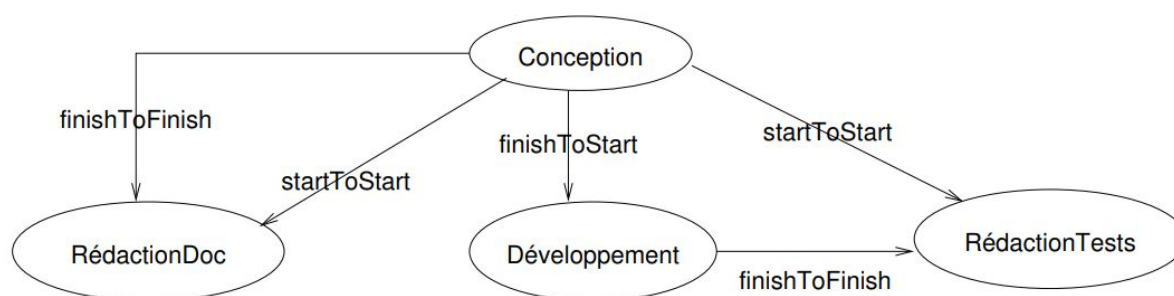 Conception
finishToFinish
finishToStart
startToStart
startToStart
RédactionDoc
Développement
RédactionTests
finishToFinish